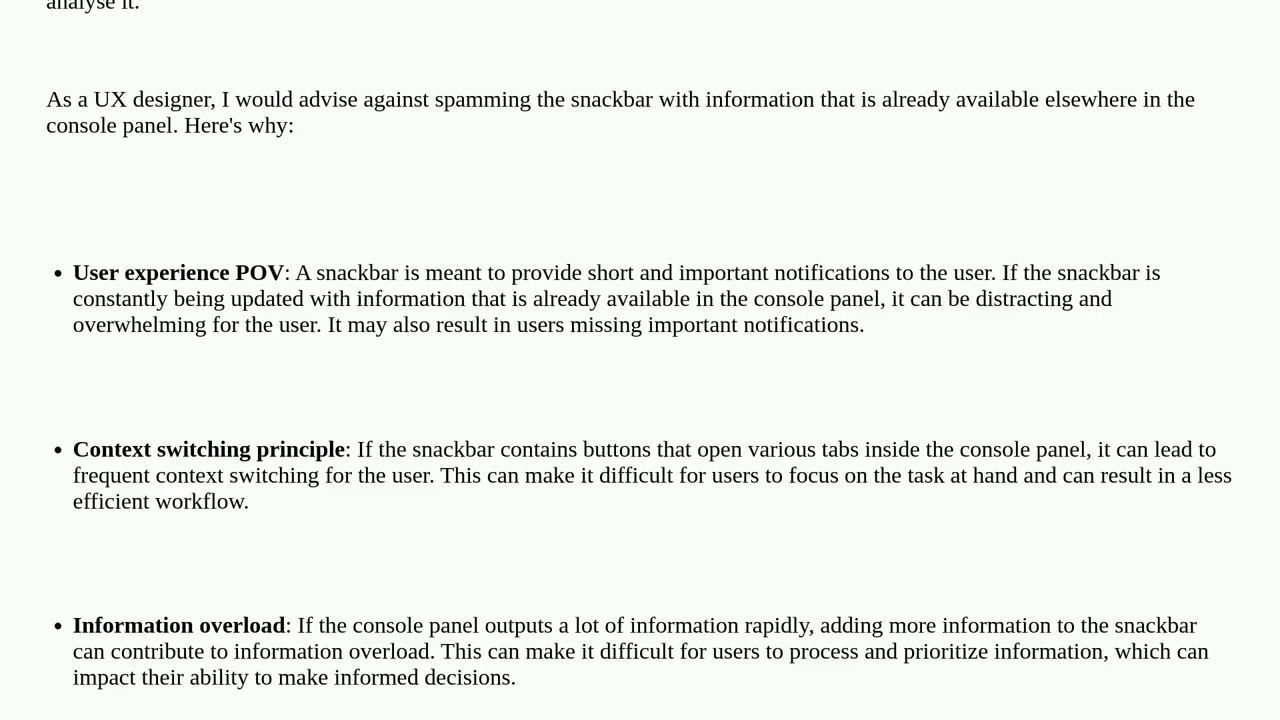 analyse it.
As a UX designer, I would advise against spamming the snackbar with information that is already available elsewhere in the
console panel. Here's why:
• User experience POV: A snackbar is meant to provide short and important notifications to the user. If the snackbar is
constantly being updated with information that is already available in the console panel, it can be distracting and
overwhelming for the user. It may also result in users missing important notifications.
• Context switching principle: If the snackbar contains buttons that open various tabs inside the console panel, it can lead to
frequent context switching for the user. This can make it difficult for users to focus on the task at hand and can result in a less
efficient workflow.
• Information overload: If the console panel outputs a lot of information rapidly, adding more information to the snackbar
can contribute to information overload. This can make it difficult for users to process and prioritize information, which can
impact their ability to make informed decisions.